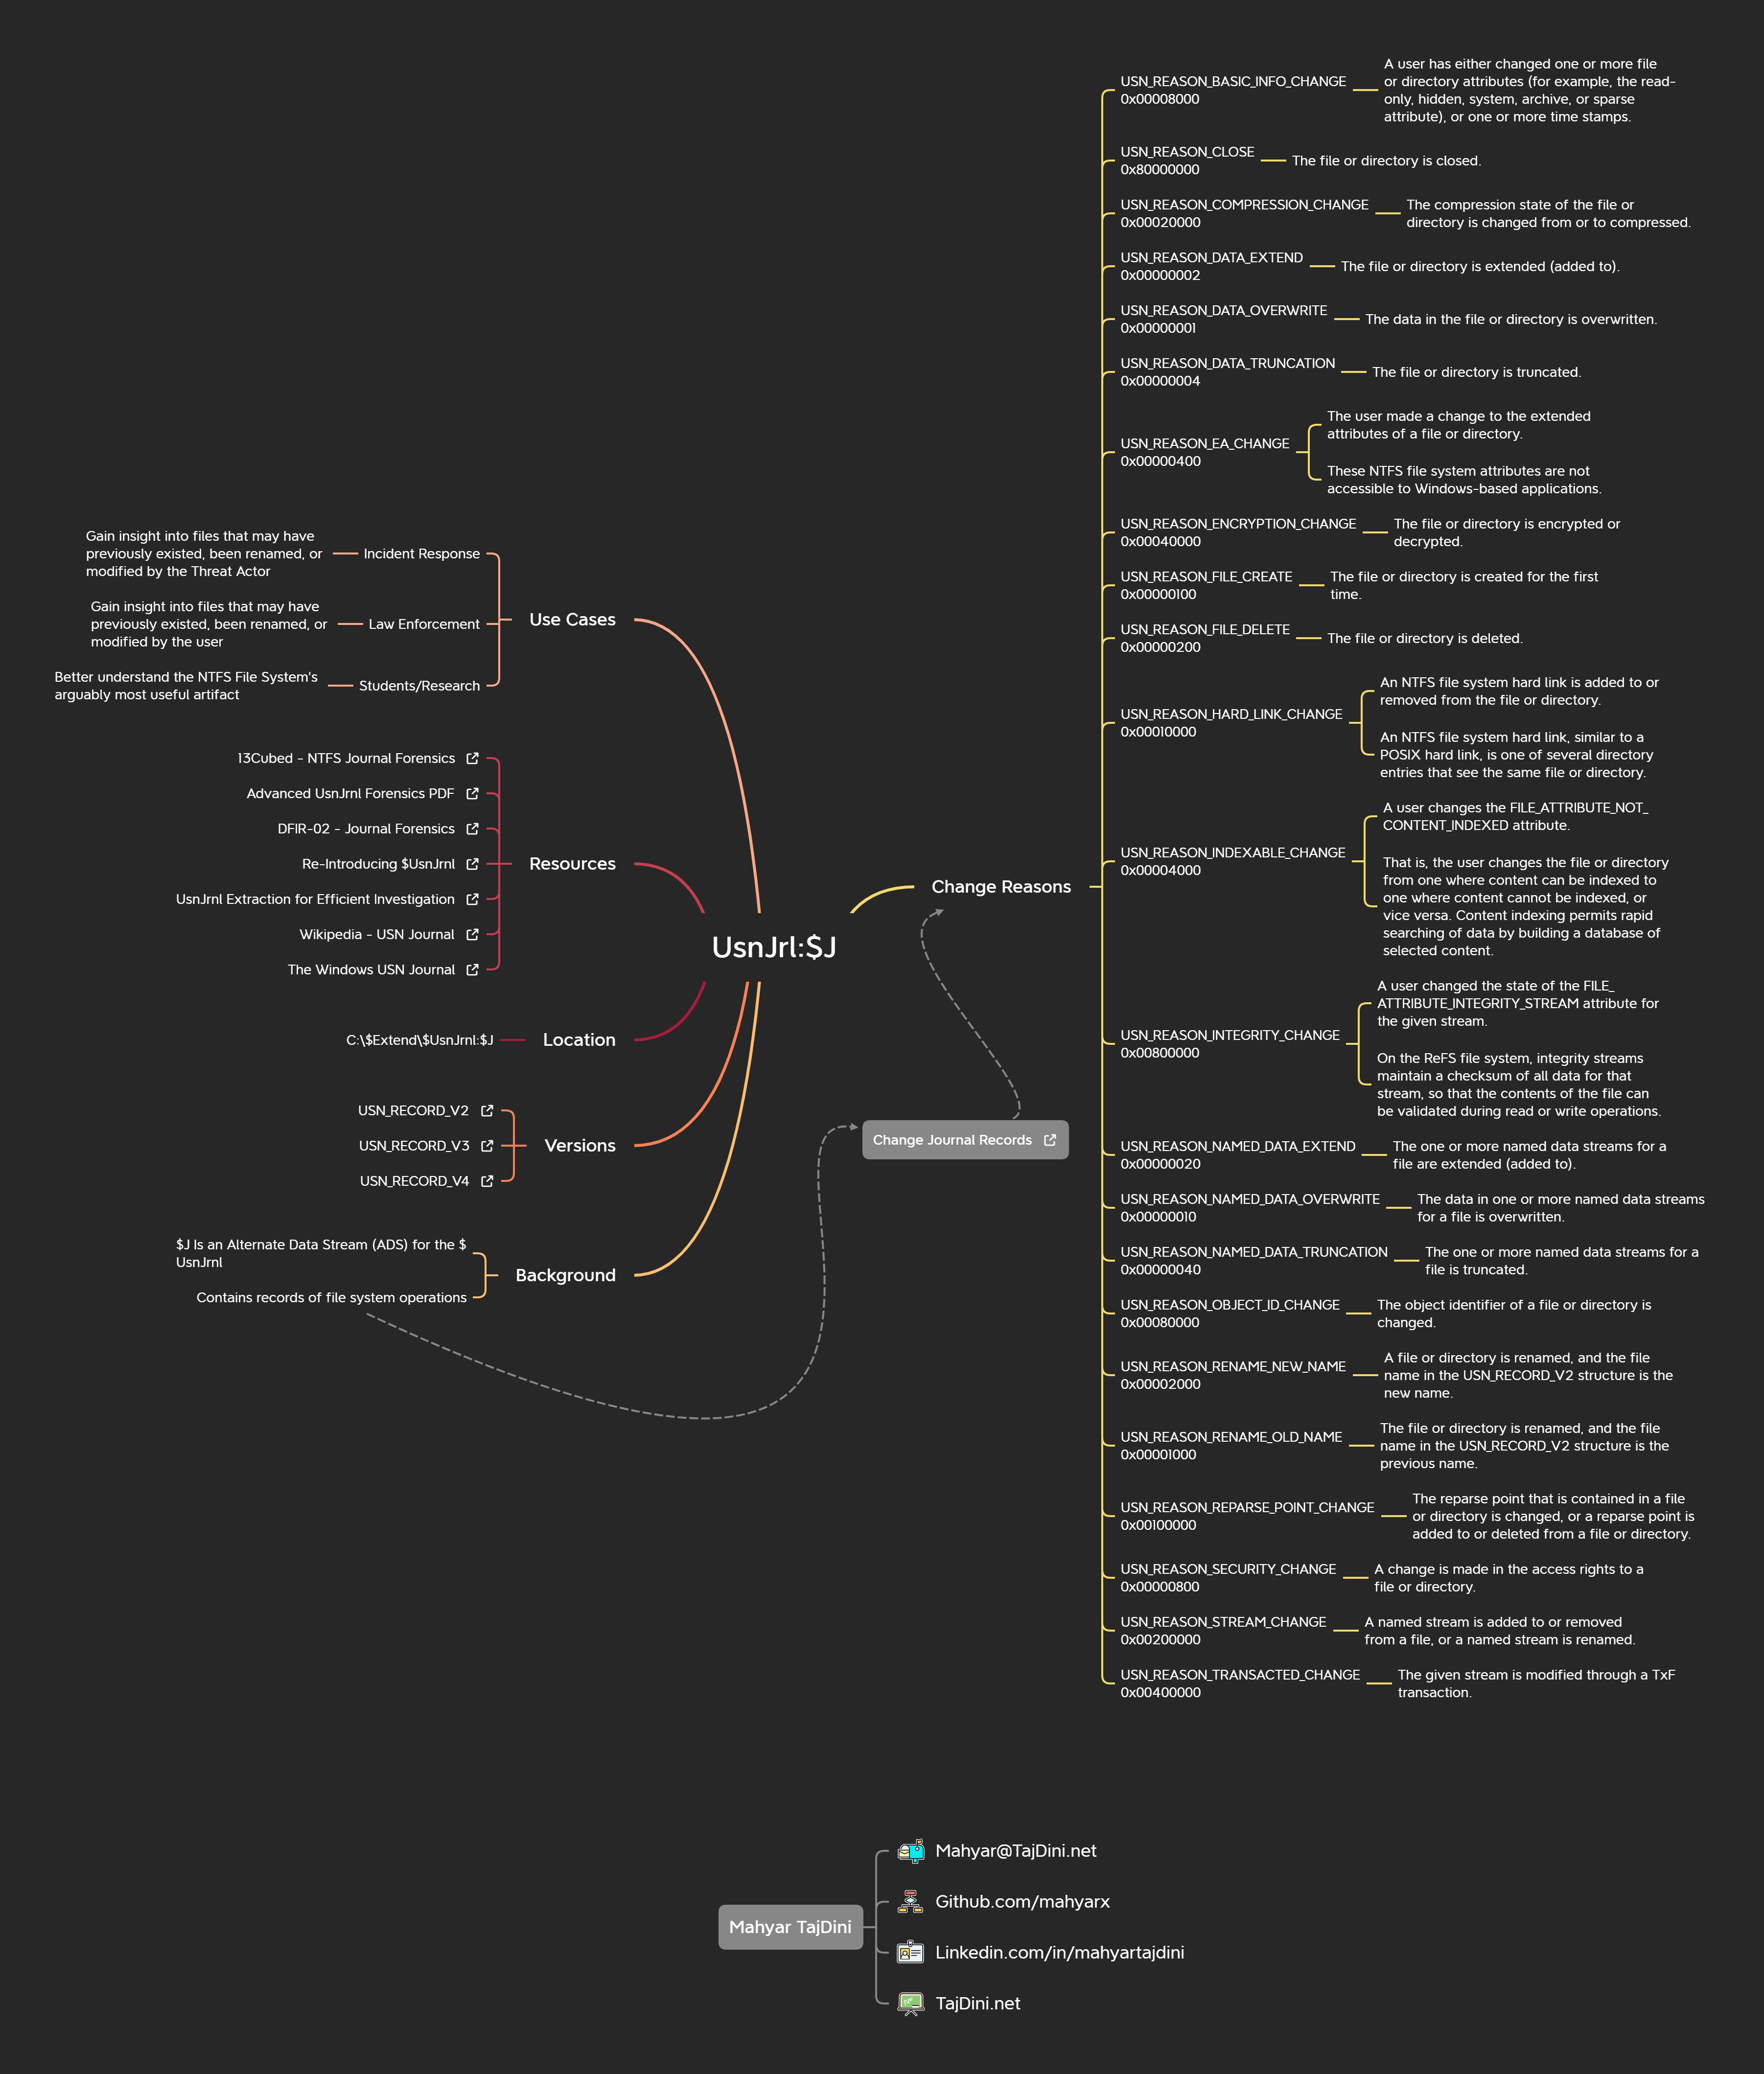 UsnJrl:$J
Use Cases
Incident Response
Gain insight into files that may have
previously existed, been renamed, or
modified by the Threat Actor
Law Enforcement
Gain insight into files that may have
previously existed, been renamed, or
modified by the user
Students/Research
Better understand the NTFS File System's
arguably most useful artifact
Resources
13Cubed - NTFS Journal Forensics
Advanced UsnJrnl Forensics PDF
DFIR-02 - Journal Forensics
Re-Introducing $UsnJrnl
UsnJrnl Extraction for Efficient Investigation
Wikipedia - USN Journal
The Windows USN Journal
Location
C:\$Extend\$UsnJrnl:$J
Versions
USN_RECORD_V2
USN_RECORD_V3
USN_RECORD_V4
Background
$J Is an Alternate Data Stream (ADS) for the $
UsnJrnl
Contains records of file system operations
Change Journal Records
Change Reasons
USN_REASON_BASIC_INFO_CHANGE
0x00008000
A user has either changed one or more file
or directory attributes (for example, the read-
only, hidden, system, archive, or sparse
attribute), or one or more time stamps.
USN_REASON_CLOSE
0x80000000
The file or directory is closed.
USN_REASON_COMPRESSION_CHANGE
0x00020000
The compression state of the file or
directory is changed from or to compressed.
USN_REASON_DATA_EXTEND
0x00000002
The file or directory is extended (added to).
USN_REASON_DATA_OVERWRITE
0x00000001
The data in the file or directory is overwritten.
USN_REASON_DATA_TRUNCATION
0x00000004
The file or directory is truncated.
USN_REASON_EA_CHANGE
0x00000400
The user made a change to the extended
attributes of a file or directory.
These NTFS file system attributes are not
accessible to Windows-based applications.
USN_REASON_ENCRYPTION_CHANGE
0x00040000
The file or directory is encrypted or
decrypted.
USN_REASON_FILE_CREATE
0x00000100
The file or directory is created for the first
time.
USN_REASON_FILE_DELETE
0x00000200
The file or directory is deleted.
USN_REASON_HARD_LINK_CHANGE
0x00010000
An NTFS file system hard link is added to or
removed from the file or directory.
An NTFS file system hard link, similar to a
POSIX hard link, is one of several directory
entries that see the same file or directory.
USN_REASON_INDEXABLE_CHANGE
0x00004000
A user changes the FILE_ATTRIBUTE_NOT_
CONTENT_INDEXED attribute.
That is, the user changes the file or directory
from one where content can be indexed to
one where content cannot be indexed, or
vice versa. Content indexing permits rapid
searching of data by building a database of
selected content.
USN_REASON_INTEGRITY_CHANGE
0x00800000
A user changed the state of the FILE_
ATTRIBUTE_INTEGRITY_STREAM attribute for
the given stream.
On the ReFS file system, integrity streams
maintain a checksum of all data for that
stream, so that the contents of the file can
be validated during read or write operations.
USN_REASON_NAMED_DATA_EXTEND
0x00000020
The one or more named data streams for a
file are extended (added to).
USN_REASON_NAMED_DATA_OVERWRITE
0x00000010
The data in one or more named data streams
for a file is overwritten.
USN_REASON_NAMED_DATA_TRUNCATION
0x00000040
The one or more named data streams for a
file is truncated.
USN_REASON_OBJECT_ID_CHANGE
0x00080000
The object identifier of a file or directory is
changed.
USN_REASON_RENAME_NEW_NAME
0x00002000
A file or directory is renamed, and the file
name in the USN_RECORD_V2 structure is the
new name.
USN_REASON_RENAME_OLD_NAME
0x00001000
The file or directory is renamed, and the file
name in the USN_RECORD_V2 structure is the
previous name.
USN_REASON_REPARSE_POINT_CHANGE
0x00100000
The reparse point that is contained in a file
or directory is changed, or a reparse point is
added to or deleted from a file or directory.
USN_REASON_SECURITY_CHANGE
0x00000800
A change is made in the access rights to a
file or directory.
USN_REASON_STREAM_CHANGE
0x00200000
A named stream is added to or removed
from a file, or a named stream is renamed.
USN_REASON_TRANSACTED_CHANGE
0x00400000
The given stream is modified through a TxF
transaction.
Mahyar TajDini
Mahyar@TajDini.net
Github.com/mahyarx
Linkedin.com/in/mahyartajdini
TajDini.net